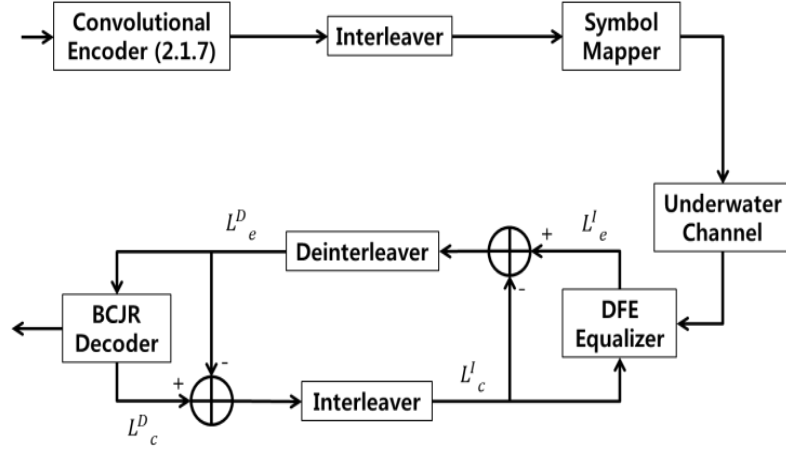 Convolutional
Encoder (2.1.7)
Interleaver
Symbol
Mapper
Underwater
Channel
L^D_e
+
L^I_e
Deinterleaver
-
BCJR
Decoder
DFE
Equalizer
-
+
Interleaver
L^I_c
L^D_c